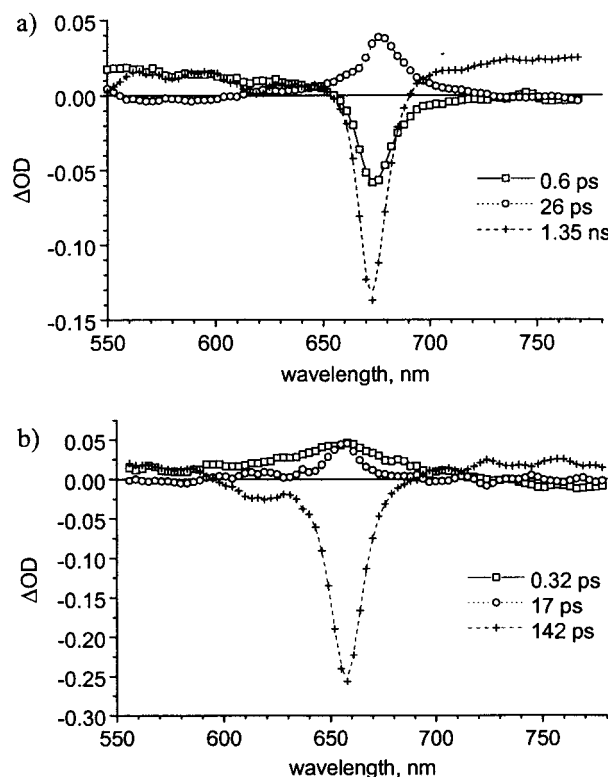 a)
0.05
0.00
-0.05
-0.10
-0.15
ΔOD
0.6 ps
26 ps
1.35 ns
550 600 650 700 750
wavelength, nm
b)
0.05
0.00
-0.05
-0.10
-0.15
-0.20
-0.25
-0.30
ΔOD
0.32 ps
17 ps
142 ps
550 600 650 700 750
wavelength, nm